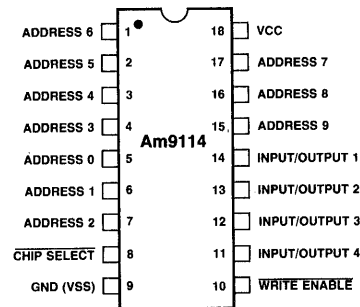 ADDRESS 6 1 18 VCC
ADDRESS 5 2 17 ADDRESS 7
ADDRESS 4 3 16 ADDRESS 8
ADDRESS 3 4 15 ADDRESS 9
Am9114
ADDRESS 0 5 14 INPUT/OUTPUT 1
ADDRESS 1 6 13 INPUT/OUTPUT 2
ADDRESS 2 7 12 INPUT/OUTPUT 3
CHIP SELECT 8 11 INPUT/OUTPUT 4
GND (VSS) 9 10 WRITE ENABLE